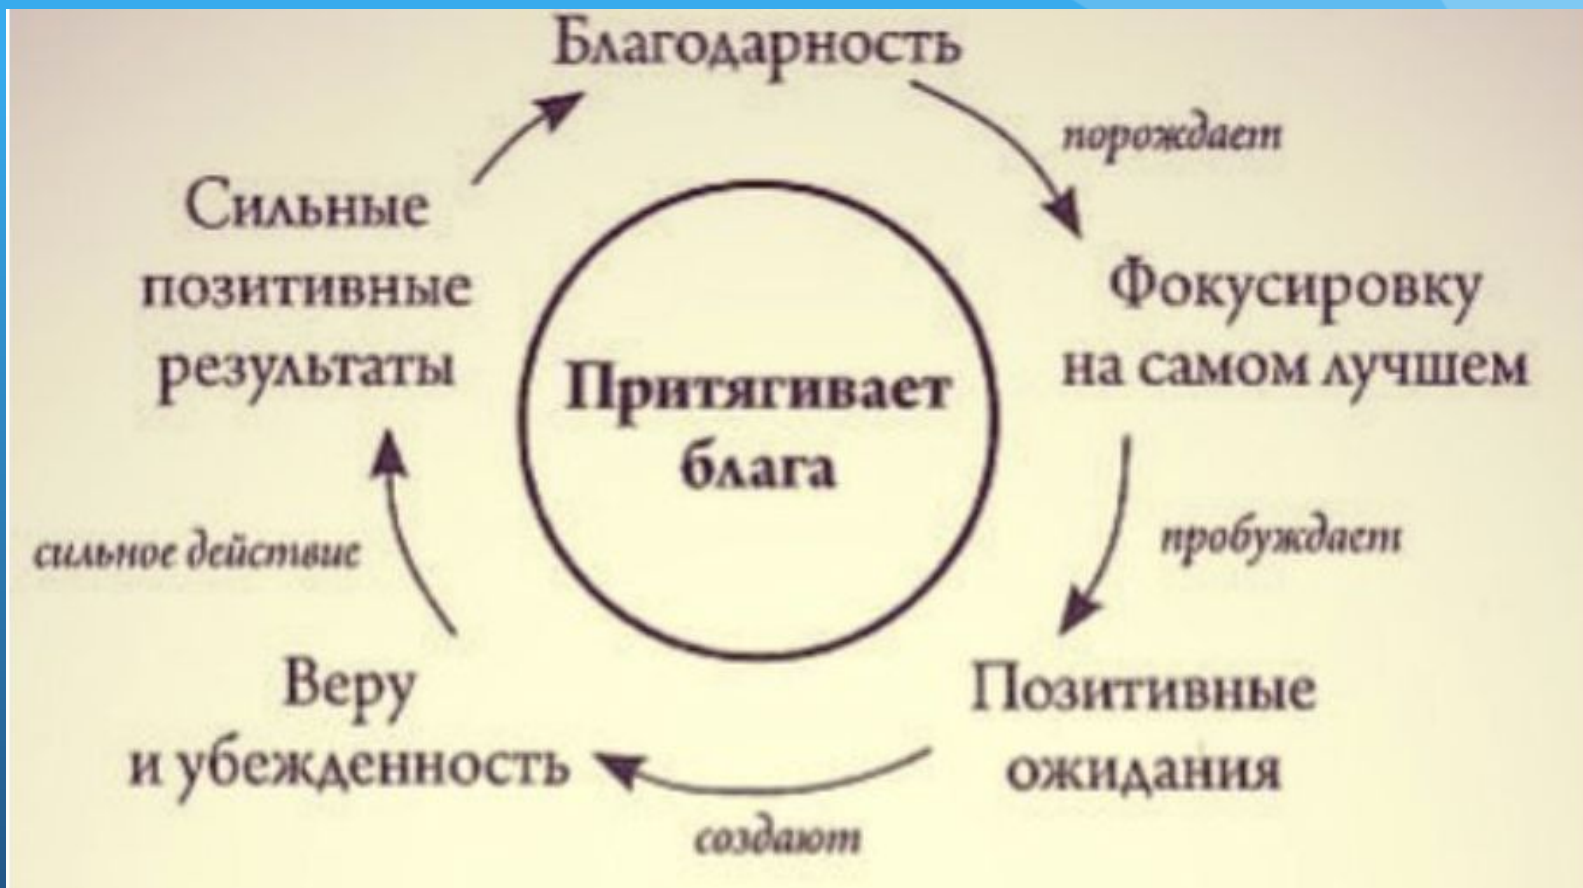 Благодарность
порождает
Фокусировку
на самом лучшем
пробуждает
Позитивные
ожидания
создают
Веру
и убежденность
сильное действие
Сильные
позитивные
результаты
Притягивает
блага